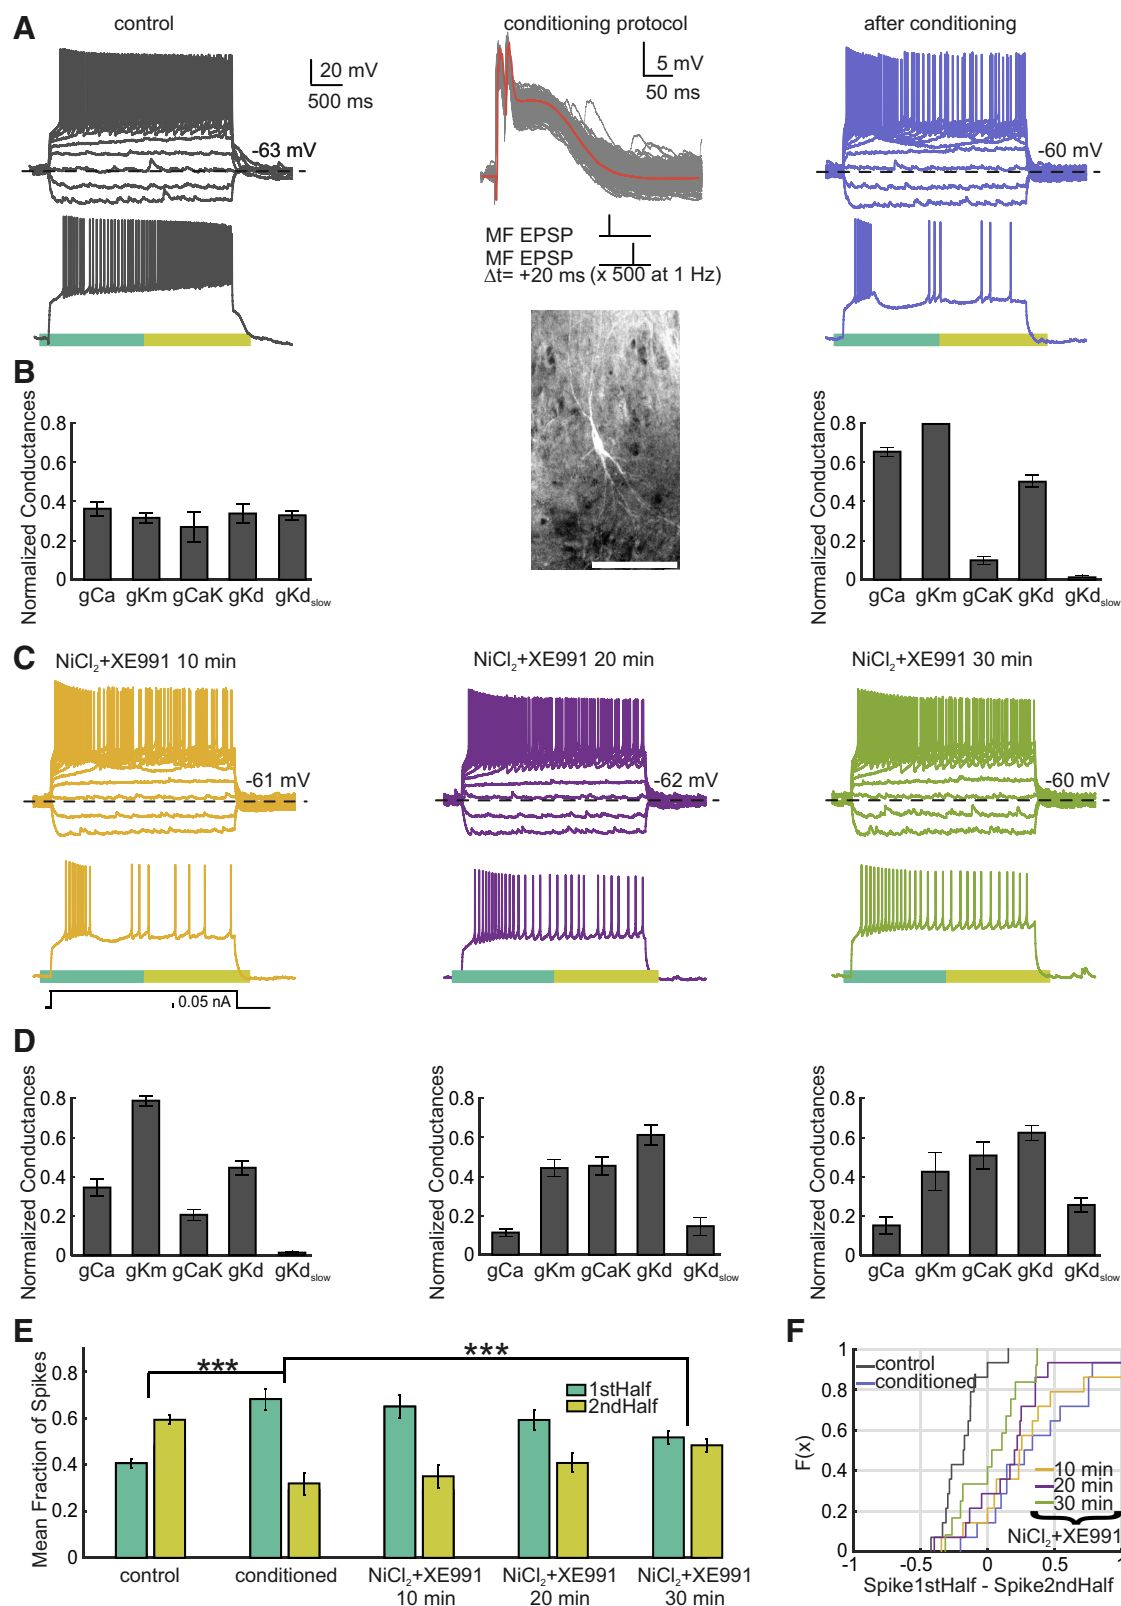 A
control
conditioning protocol
after conditioning
20 mV
500 ms
5 mV
50 ms
-63 mV
-60 mV
MF EPSP
MF EPSP
Δt= +20 ms (x 500 at 1 Hz)
B
Normalized Conductances
0.8
0.6
0.4
0.2
0
gCa gKm gCaK gKd gKdslow
Normalized Conductances
0.8
0.6
0.4
0.2
0
gCa gKm gCaK gKd gKdslow
C
NiCl2+XE991 10 min
NiCl2+XE991 20 min
NiCl2+XE991 30 min
-61 mV
-62 mV
-60 mV
0.05 nA
D
Normalized Conductances
0.8
0.6
0.4
0.2
0
gCa gKm gCaK gKd gKdslow
Normalized Conductances
0.8
0.6
0.4
0.2
0
gCa gKm gCaK gKd gKdslow
Normalized Conductances
0.8
0.6
0.4
0.2
0
gCa gKm gCaK gKd gKdslow
E
Mean Fraction of Spikes
0.8
0.6
0.4
0.2
0
***
***
1stHalf
2ndHalf
control
conditioned
NiCl2+XE991
10 min
NiCl2+XE991
20 min
NiCl2+XE991
30 min
F
F(x)
1
0.8
0.6
0.4
0.2
0
control
conditioned
10 min
20 min
30 min
NiCl2+XE991
-1 -0.5 0 0.5 1
Spike1stHalf - Spike2ndHalf